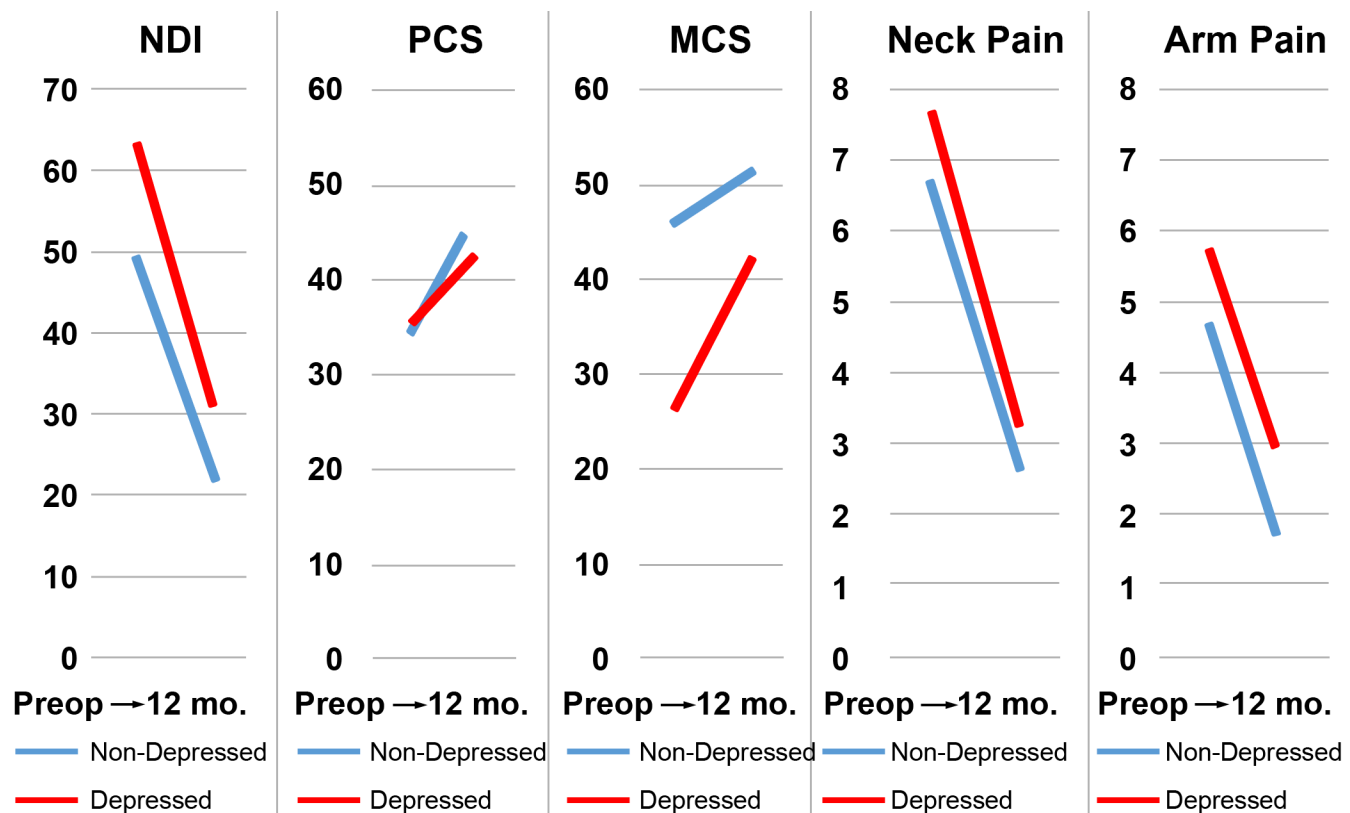 NDI
70
60
50
40
30
20
10
0
Preop → 12 mo.
Non-Depressed
Depressed
PCS
60
50
40
30
20
10
0
Preop → 12 mo.
Non-Depressed
Depressed
MCS
60
50
40
30
20
10
0
Preop → 12 mo.
Non-Depressed
Depressed
Neck Pain
8
7
6
5
4
3
2
1
0
Preop → 12 mo.
Non-Depressed
Depressed
Arm Pain
8
7
6
5
4
3
2
1
0
Preop → 12 mo.
Non-Depressed
Depressed